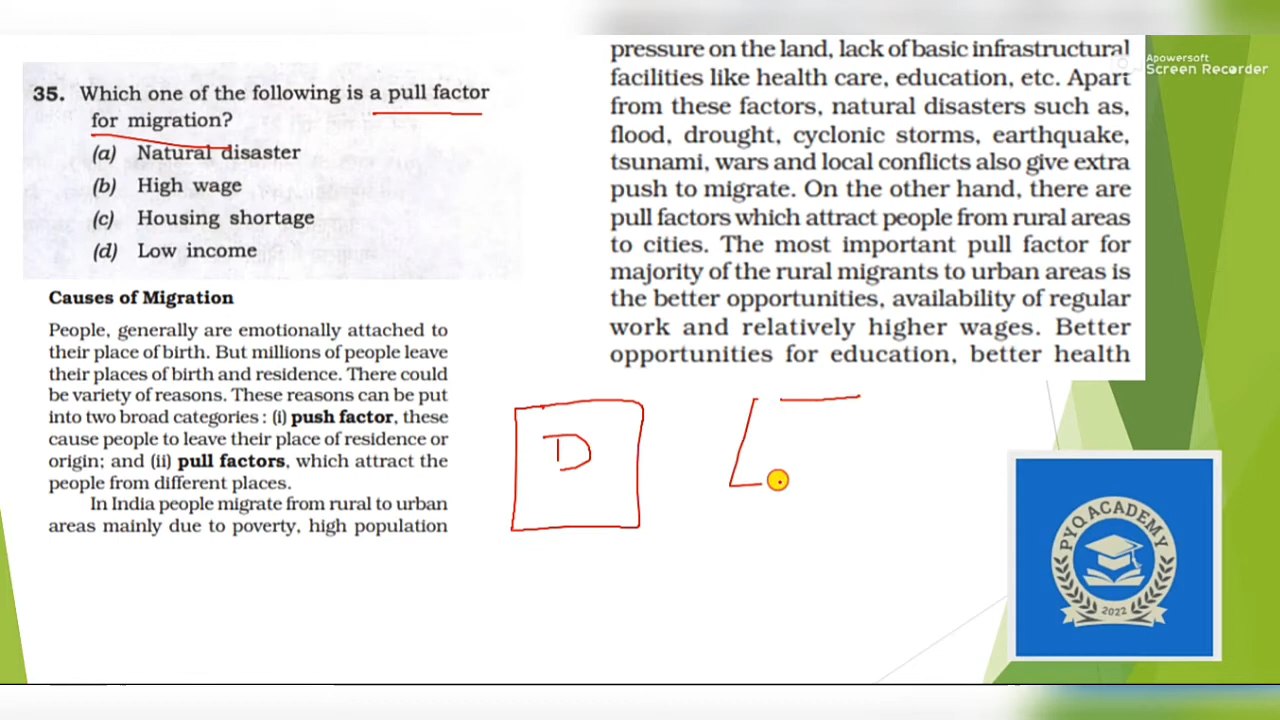 35. Which one of the following is a pull factor
for migration?
(a) Natural disaster
(b) High wage
(c) Housing shortage
(d) Low income
Causes of Migration
People, generally are emotionally attached to
their place of birth. But millions of people leave
their places of birth and residence. There could
be variety of reasons. These reasons can be put
into two broad categories : (i) push factor, these
cause people to leave their place of residence or
origin; and (ii) pull factors, which attract the
people from different places.
In India people migrate from rural to urban
areas mainly due to poverty, high population
pressure on the land, lack of basic infrastructural
facilities like health care, education, etc. Apart
from these factors, natural disasters such as,
flood, drought, cyclonic storms, earthquake,
tsunami, wars and local conflicts also give extra
push to migrate. On the other hand, there are
pull factors which attract people from rural areas
to cities. The most important pull factor for
majority of the rural migrants to urban areas is
the better opportunities, availability of regular
work and relatively higher wages. Better
opportunities for education, better health
D
Apowersoft
Screen Recorder
PYQ ACADEMY
2022